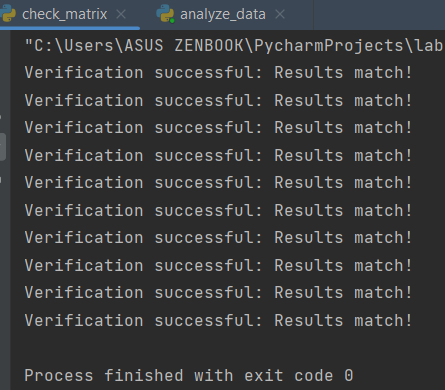 check_matrix analyze_data
"C:\Users\ASUS ZENBOOK\PycharmProjects\lab
Verification successful: Results match!
Verification successful: Results match!
Verification successful: Results match!
Verification successful: Results match!
Verification successful: Results match!
Verification successful: Results match!
Verification successful: Results match!
Verification successful: Results match!
Verification successful: Results match!
Verification successful: Results match!
Process finished with exit code 0